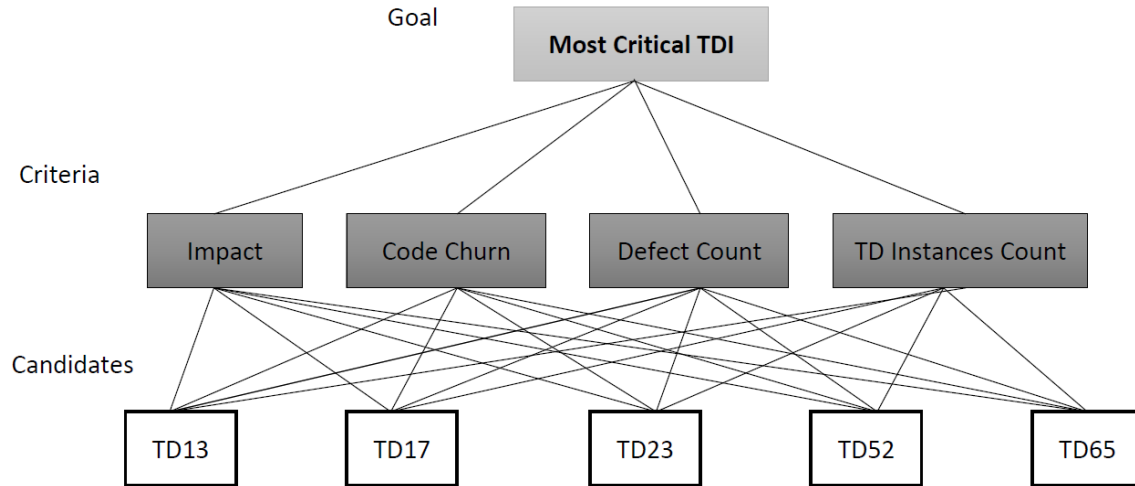 Goal
Most Critical TDI
Criteria
Impact
Code Churn
Defect Count
TD Instances Count
Candidates
TD13
TD17
TD23
TD52
TD65